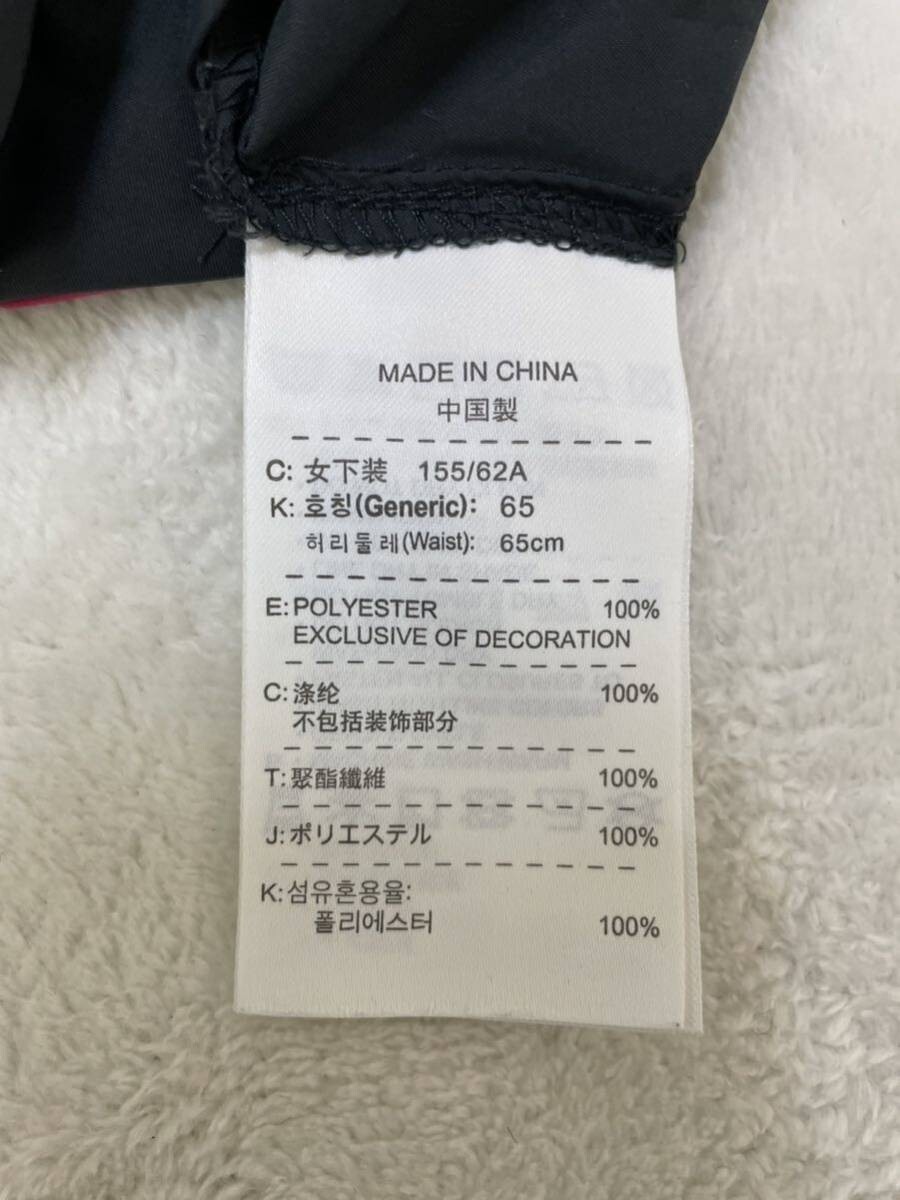 MADE IN CHINA
中国製
C: 女下装 155/62A
K: 호칭(Generic): 65
허리둘레(Waist): 65cm
E: POLYESTER 100%
EXCLUSIVE OF DECORATION
C: 涤纶 100%
不包括装饰部分
T: 聚酯纖維 100%
J: ポリエステル 100%
K: 섬유혼용율:
폴리에스터 100%